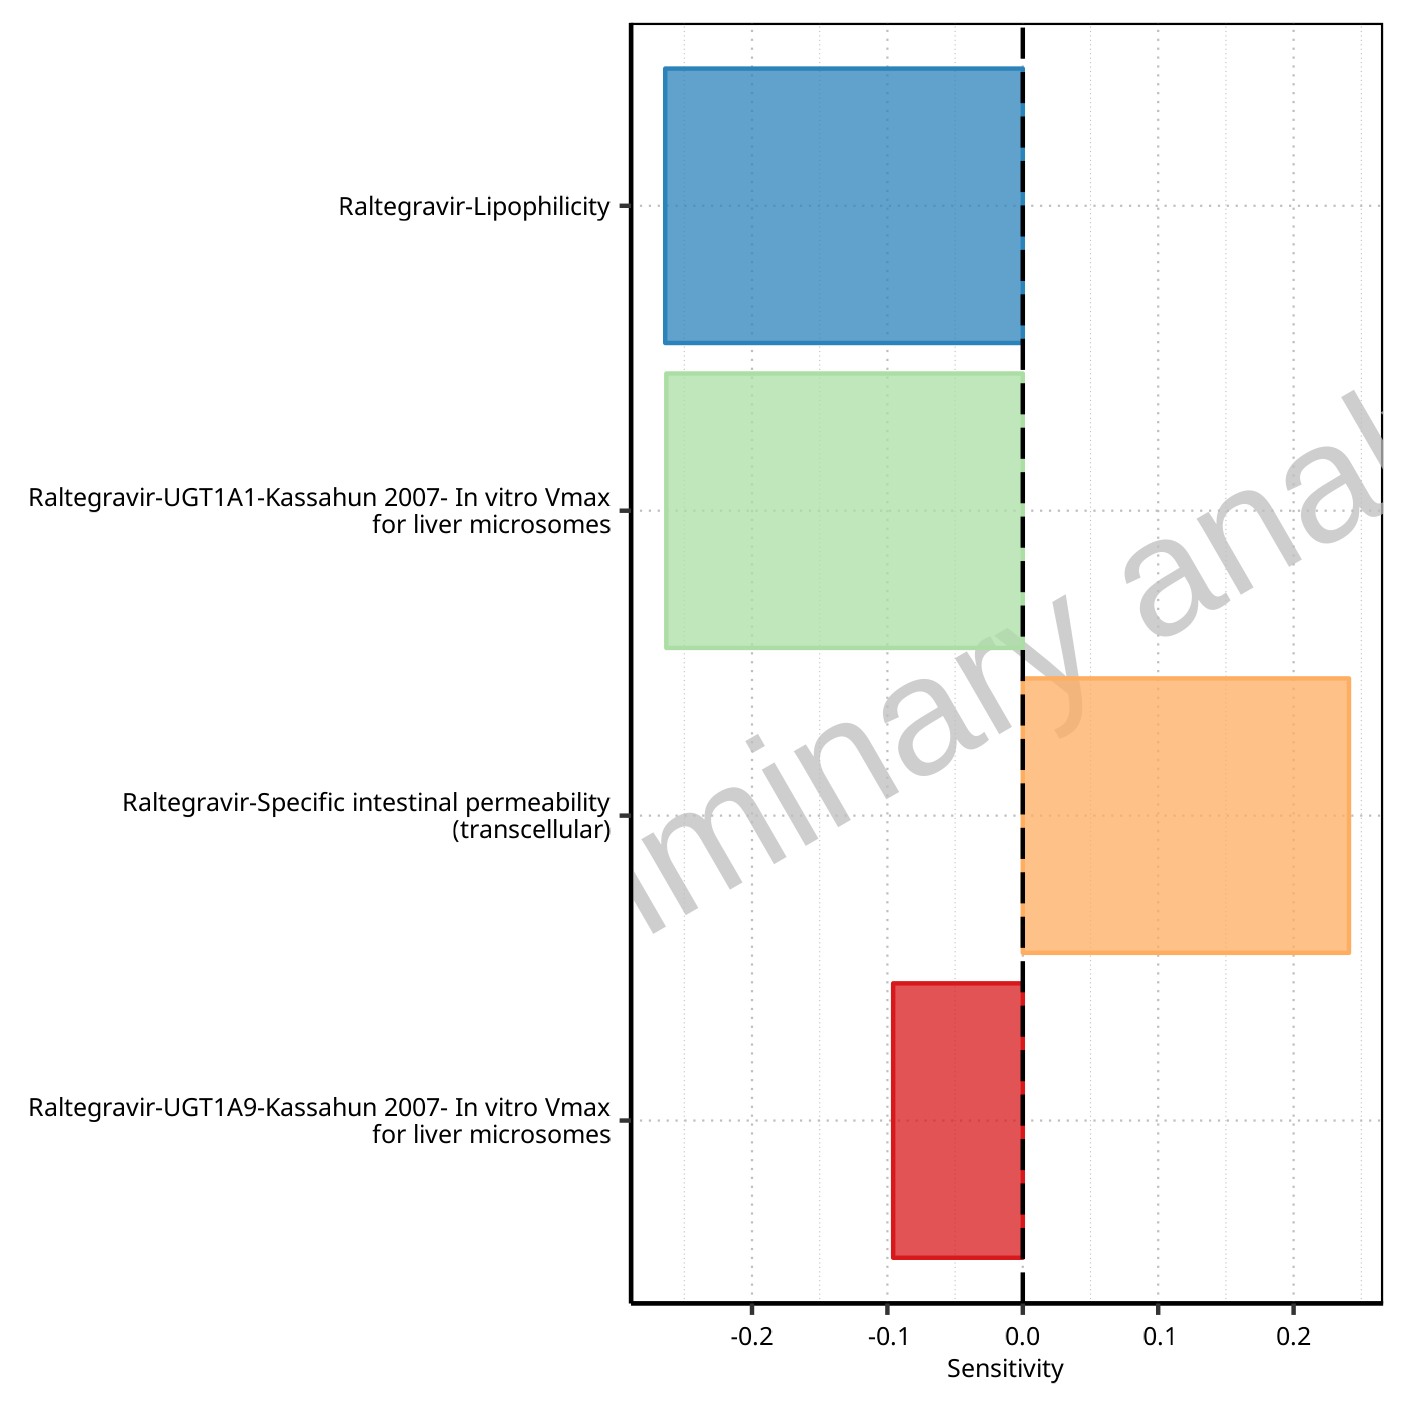 Raltegravir-Lipophilicity
Raltegravir-UGT1A1-Kassahun 2007- In vitro Vmax
for liver microsomes
Raltegravir-Specific intestinal permeability
(transcellular)
Raltegravir-UGT1A9-Kassahun 2007- In vitro Vmax
for liver microsomes
minary anal
-0.2 -0.1 0.0 0.1 0.2
Sensitivity